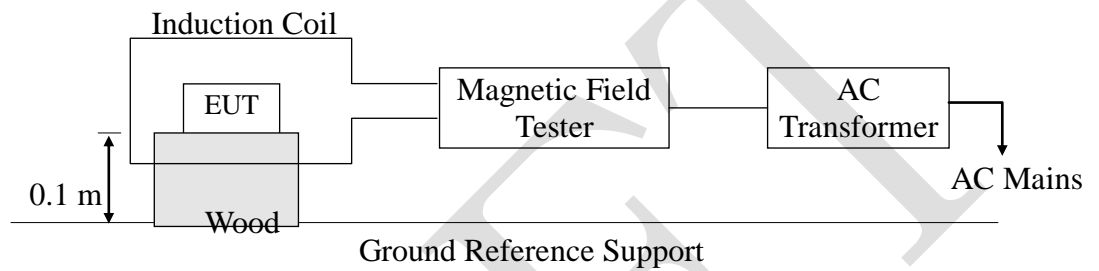 Induction Coil
EUT
Magnetic Field
Tester
AC
Transformer
AC Mains
0.1 m
Wood
Ground Reference Support